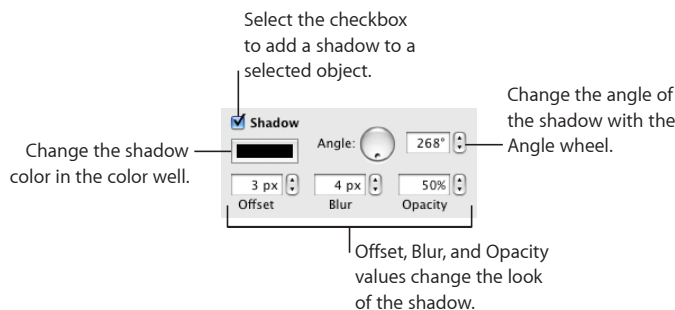 Select the checkbox
to add a shadow to a
selected object.
Change the angle of
the shadow with the
Angle wheel.
Shadow
Angle:
268°
Change the shadow
color in the color well.
3 px
4 px
50%
Offset
Blur
Opacity
Offset, Blur, and Opacity
values change the look
of the shadow.